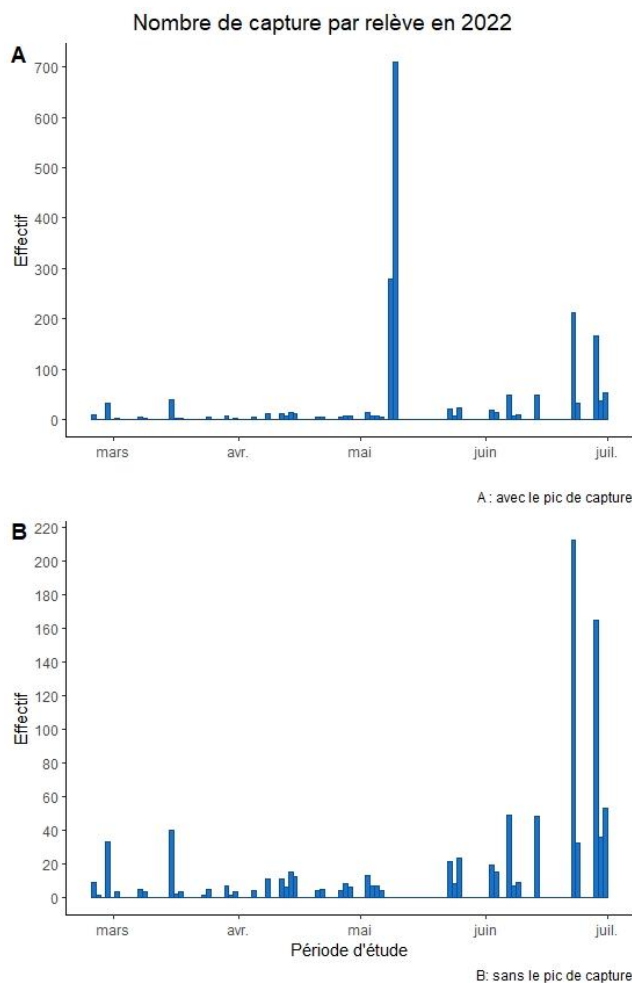 Nombre de capture par relève en 2022
A
700
600
500
400
300
200
100
0
Effectif
mars avr. mai juin juil.
A : avec le pic de capture
B
220
200
180
160
140
120
100
80
60
40
20
0
Effectif
mars avr. mai juin juil.
Période d'étude
B: sans le pic de capture